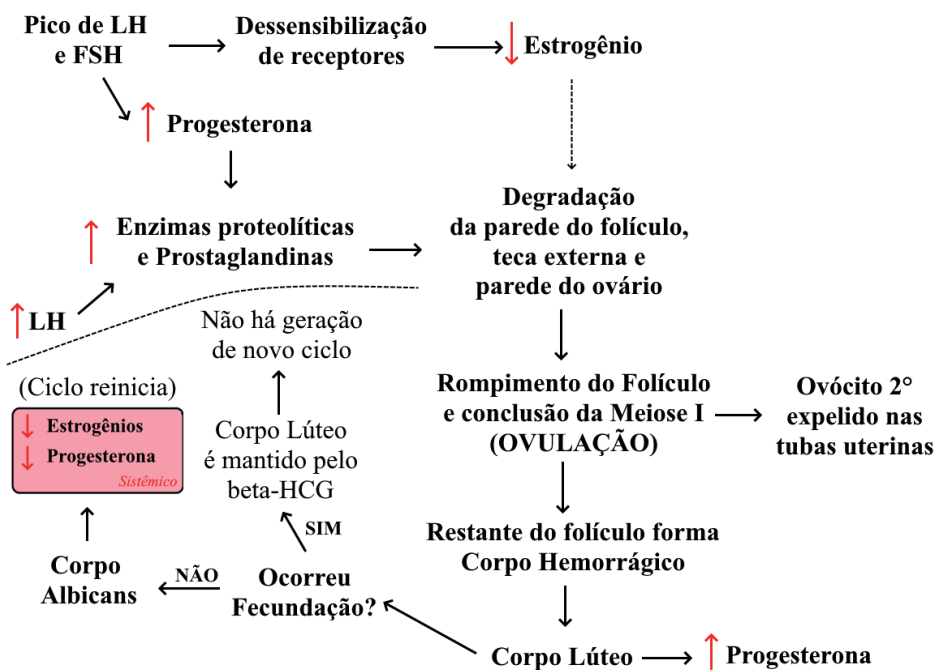 Pico de LH
e FSH
Dessensibilização
de receptores
Estrogênio
Progesterona
Enzimas proteolíticas
e Prostaglandinas
LH
Degradação
da parede do folículo,
teca externa e
parede do ovário
Rompimento do Folículo
e conclusão da Meiose I
(OVULAÇÃO)
Ovócito 2°
expelido nas
tubas uterinas
Restante do folículo forma
Corpo Hemorrágico
Corpo Lúteo
Progesterona
Ocorreu
Fecundação?
SIM
Corpo Lúteo
é mantido pelo
beta-HCG
Não há geração
de novo ciclo
NÃO
Corpo
Albicans
(Ciclo reinicia)
Estrogênios
Progesterona
Sistêmico